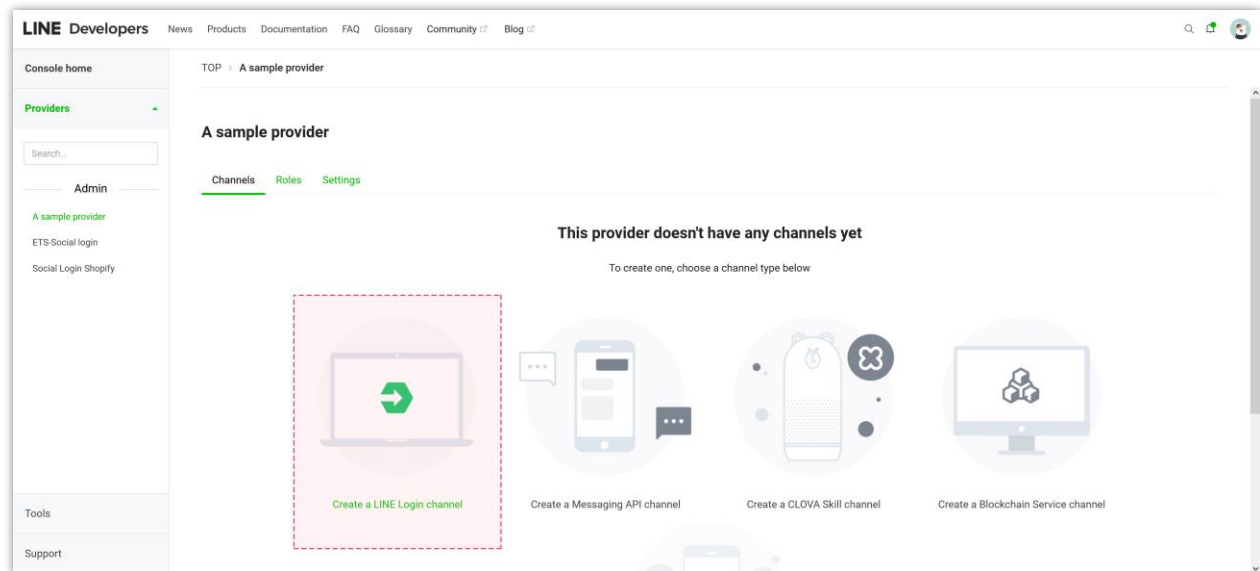 LINE Developers News Products Documentation FAQ Glossary Community Blog
Console home
TOP > A sample provider
Providers
A sample provider
Search...
Channels Roles Settings
Admin
A sample provider
ETS-Social login
Social Login Shopify
This provider doesn't have any channels yet
To create one, choose a channel type below
Create a LINE Login channel
Create a Messaging API channel
Create a CLOVA Skill channel
Create a Blockchain Service channel
Tools
Support